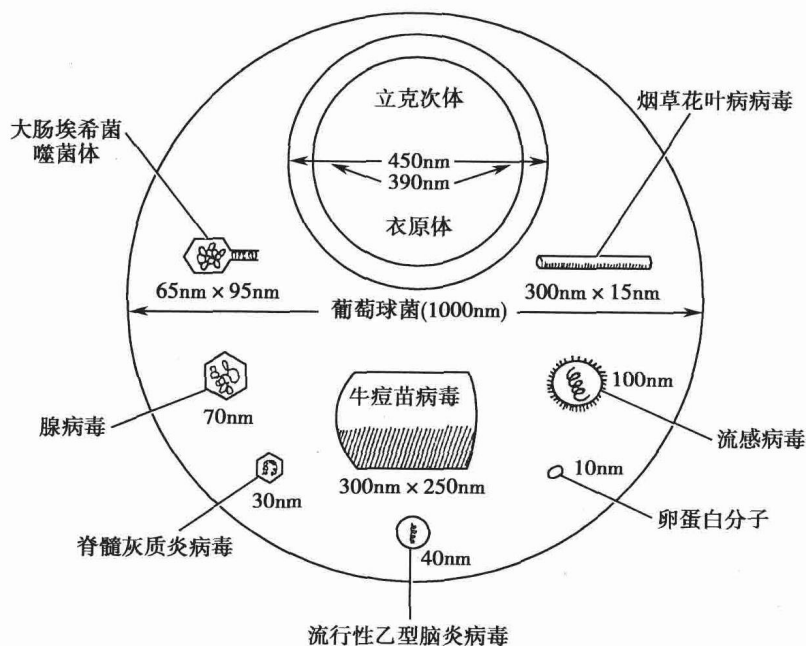 立克次体
烟草花叶病病毒
大肠埃希菌
噬菌体
450nm
390nm
衣原体
65nm × 95nm
300nm × 15nm
葡萄球菌(1000nm)
牛痘苗病毒
100nm
70nm
腺病毒
流感病毒
10nm
30nm
300nm × 250nm
卵蛋白分子
脊髓灰质炎病毒
40nm
流行性乙型脑炎病毒